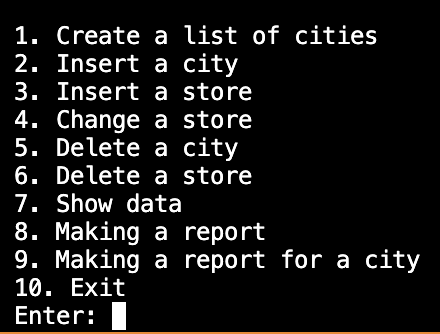 1. Create a list of cities
2. Insert a city
3. Insert a store
4. Change a store
5. Delete a city
6. Delete a store
7. Show data
8. Making a report
9. Making a report for a city
10. Exit
Enter: